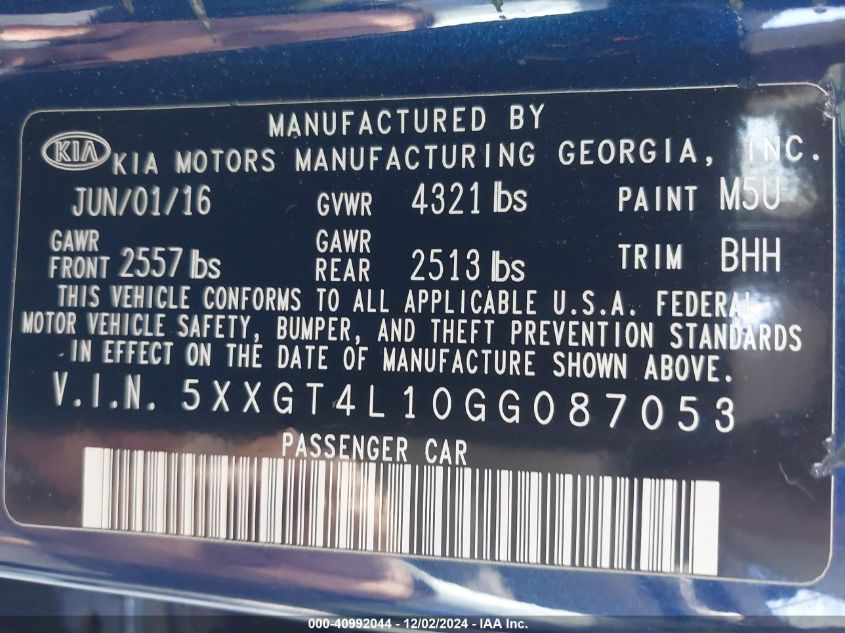 MANUFACTURED BY
KIA KIA MOTORS MANUFACTURING GEORGIA, INC.
JUN/01/16 GVWR 4321 lbs PAINT M5U
GAWR FRONT 2557 lbs GAWR REAR 2513 lbs TRIM BHH
THIS VEHICLE CONFORMS TO ALL APPLICABLE U.S.A. FEDERAL
MOTOR VEHICLE SAFETY, BUMPER, AND THEFT PREVENTION STANDARDS
IN EFFECT ON THE DATE OF MANUFACTURE SHOWN ABOVE.
V.I.N. 5XXGT4L10GG087053
PASSENGER CAR
000-40992044 - 12/02/2024 - IAA Inc.